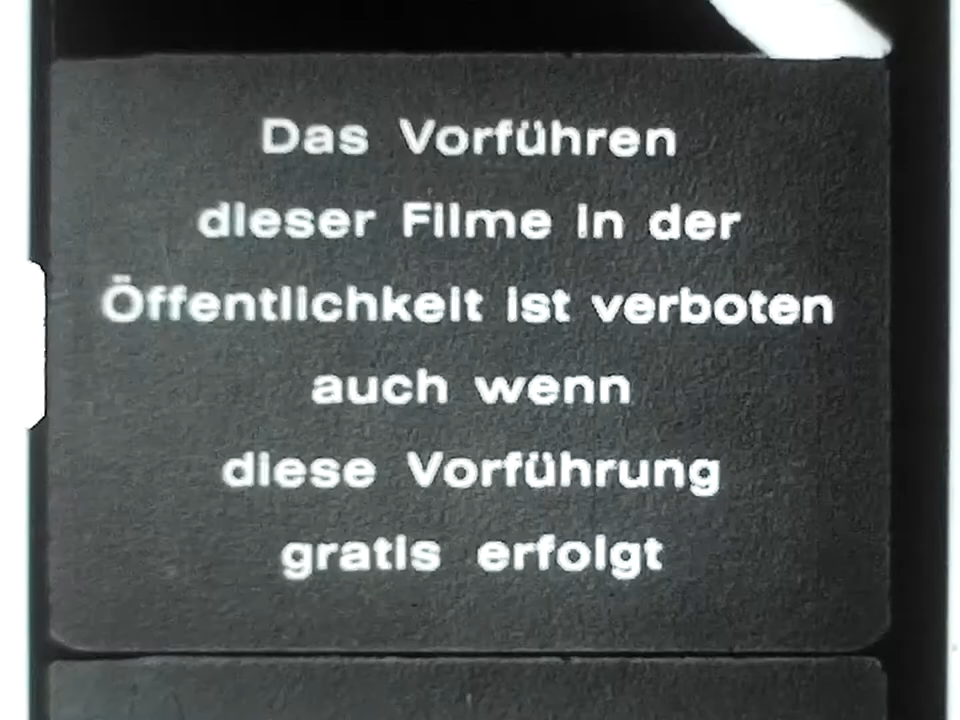 Das Vorführen
dieser Filme in der
Öffentlichkeit ist verboten
auch wenn
diese Vorführung
gratis erfolgt